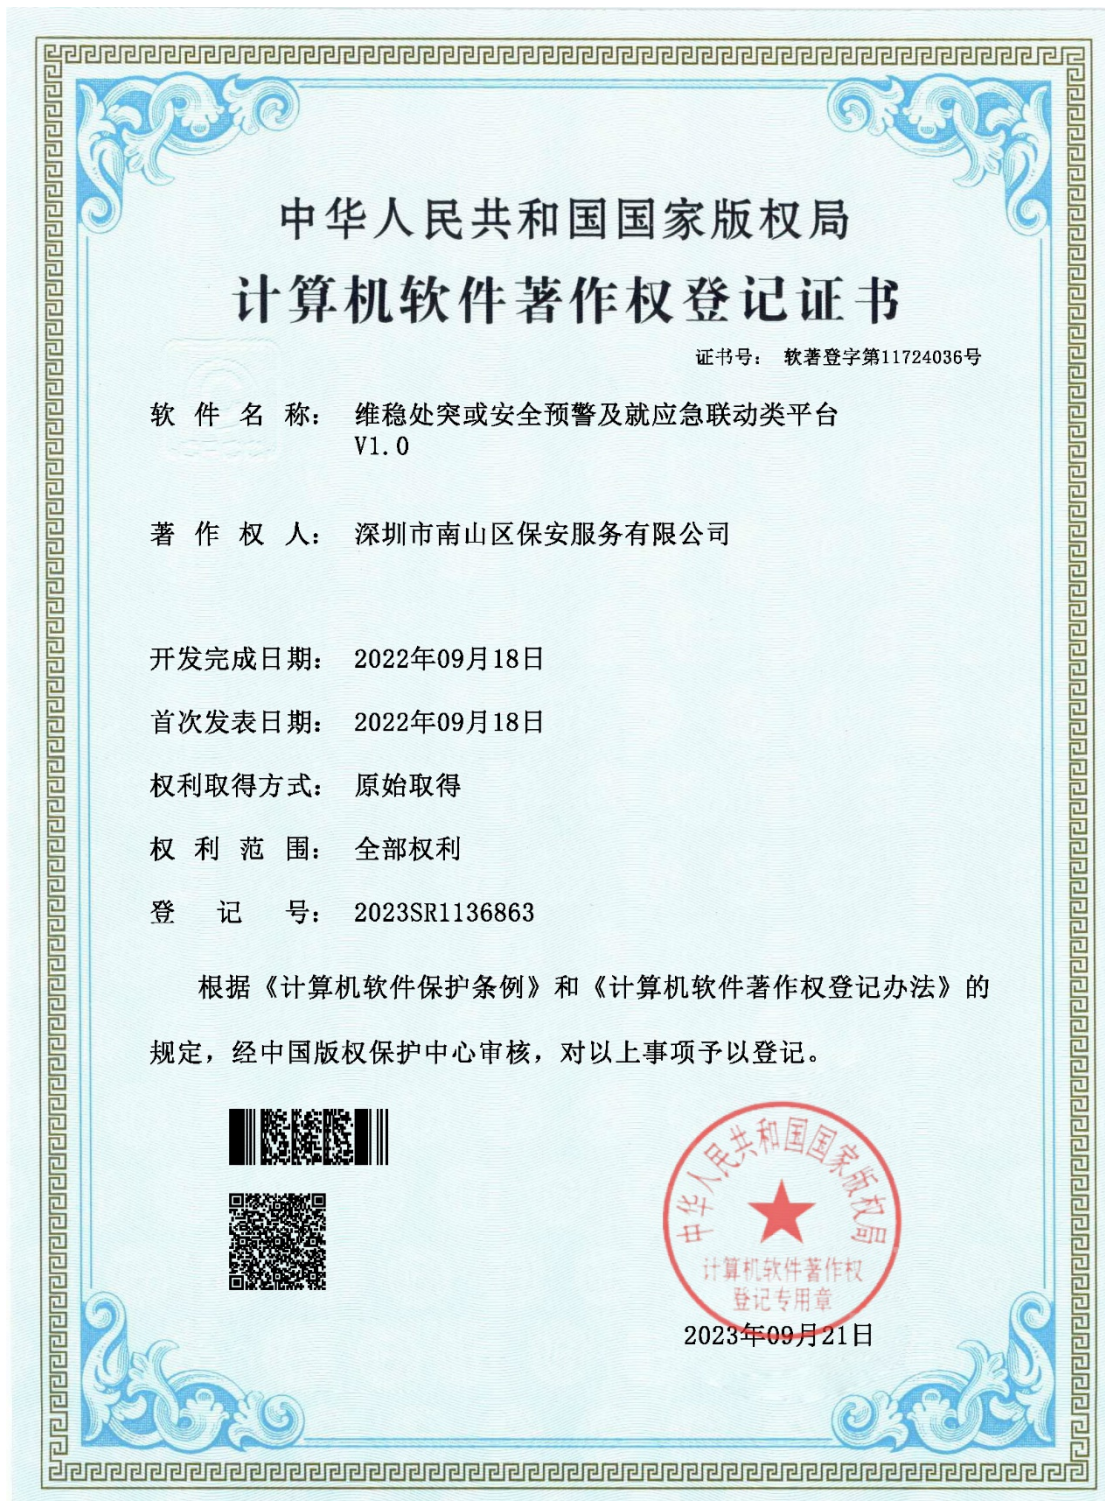 中华人民共和国国家版权局
计算机软件著作权登记证书
证书号： 软著登字第11724036号
软件名称： 维稳处突或安全预警及就应急联动类平台
V1.0
著作权人： 深圳市南山区保安服务有限公司
开发完成日期： 2022年09月18日
首次发表日期： 2022年09月18日
权利取得方式： 原始取得
权利范围： 全部权利
登记号： 2023SR1136863
根据《计算机软件保护条例》和《计算机软件著作权登记办法》的
规定，经中国版权保护中心审核，对以上事项予以登记。
中华人民共和国国家版权局
计算机软件著作权
登记专用章
2023年09月21日